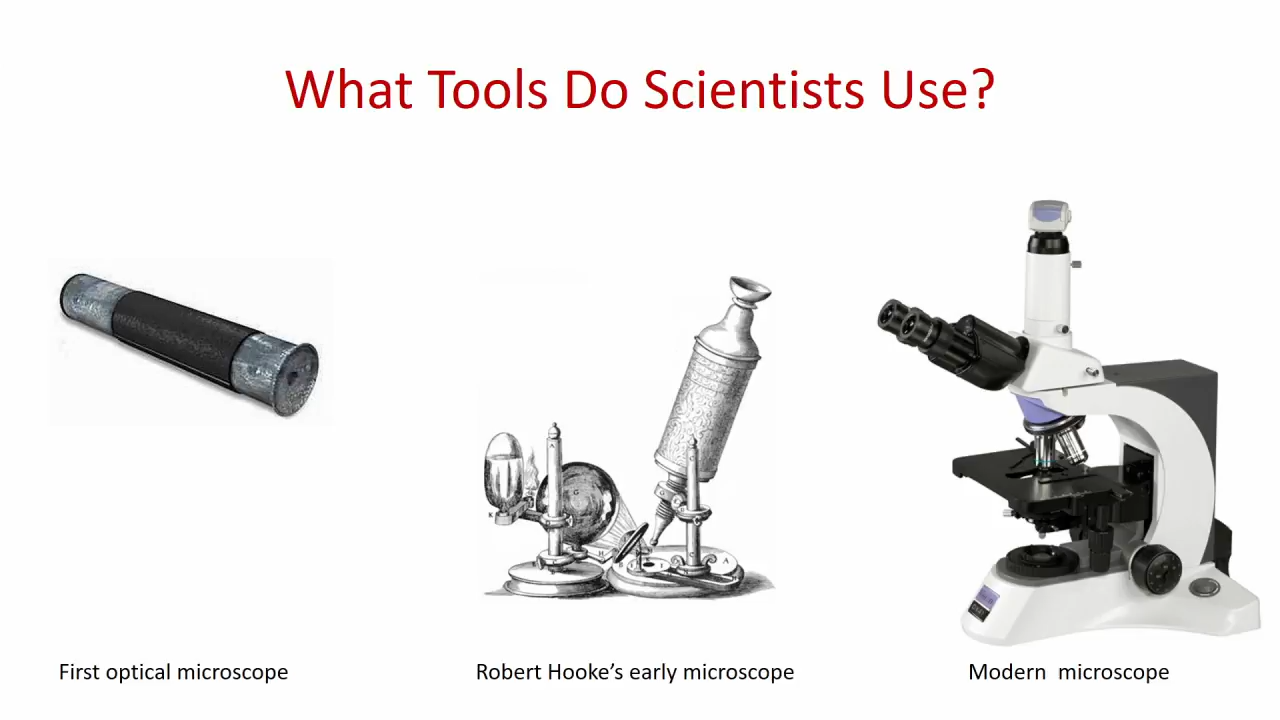 What Tools Do Scientists Use?
First optical microscope
Robert Hooke’s early microscope
Modern  microscope